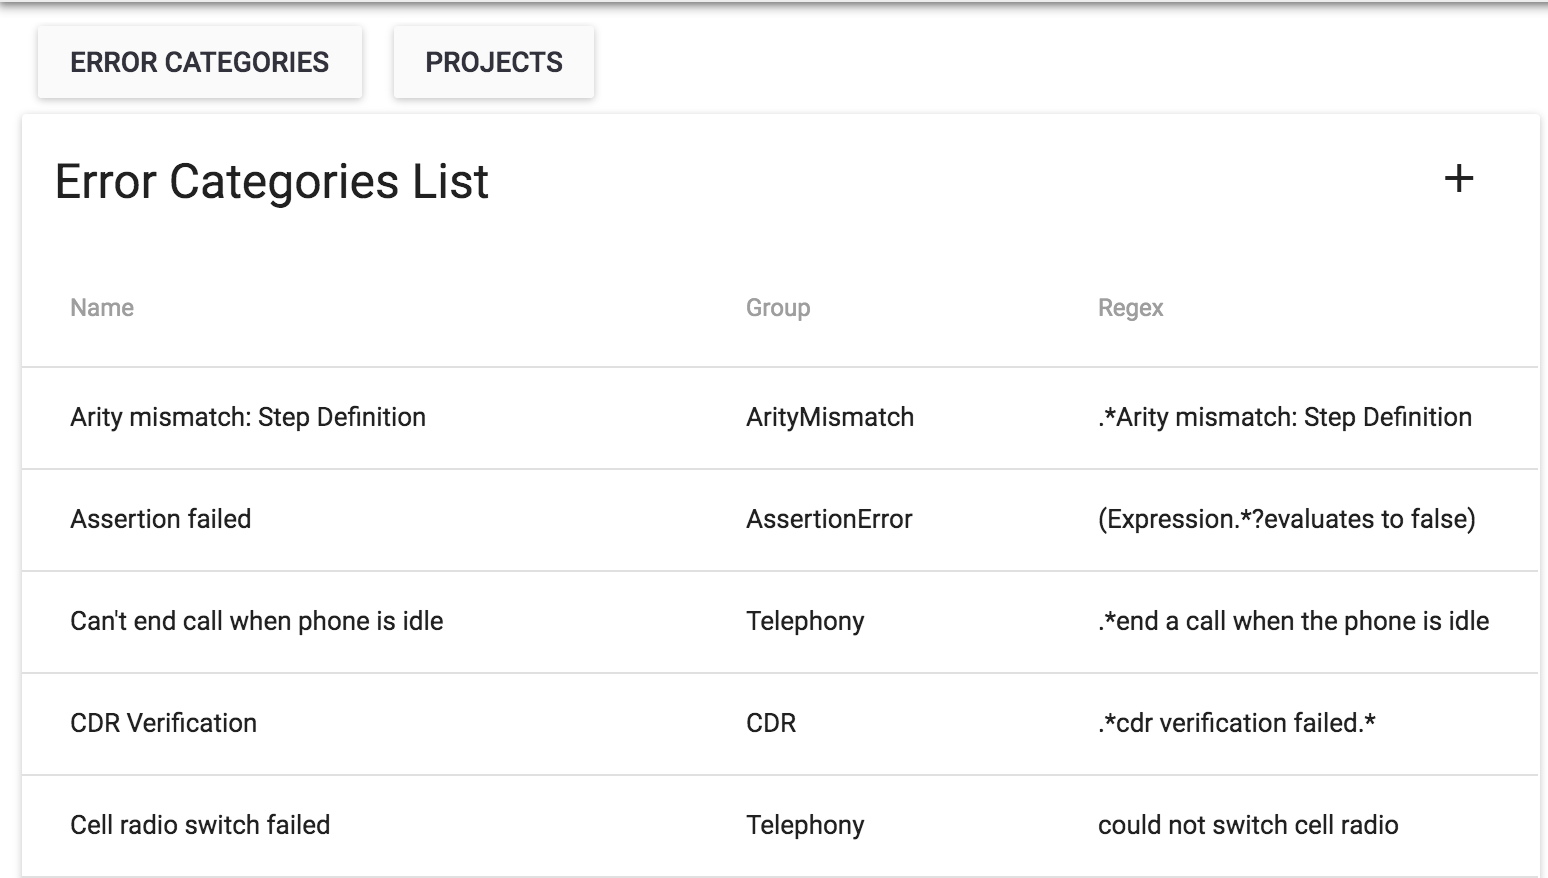 ERROR CATEGORIES PROJECTS
Error Categories List +
Name Group Regex
Arity mismatch: Step Definition ArityMismatch .*Arity mismatch: Step Definition
Assertion failed AssertionError (Expression.*?evaluates to false)
Can't end call when phone is idle Telephony .*end a call when the phone is idle
CDR Verification CDR .*cdr verification failed.*
Cell radio switch failed Telephony could not switch cell radio